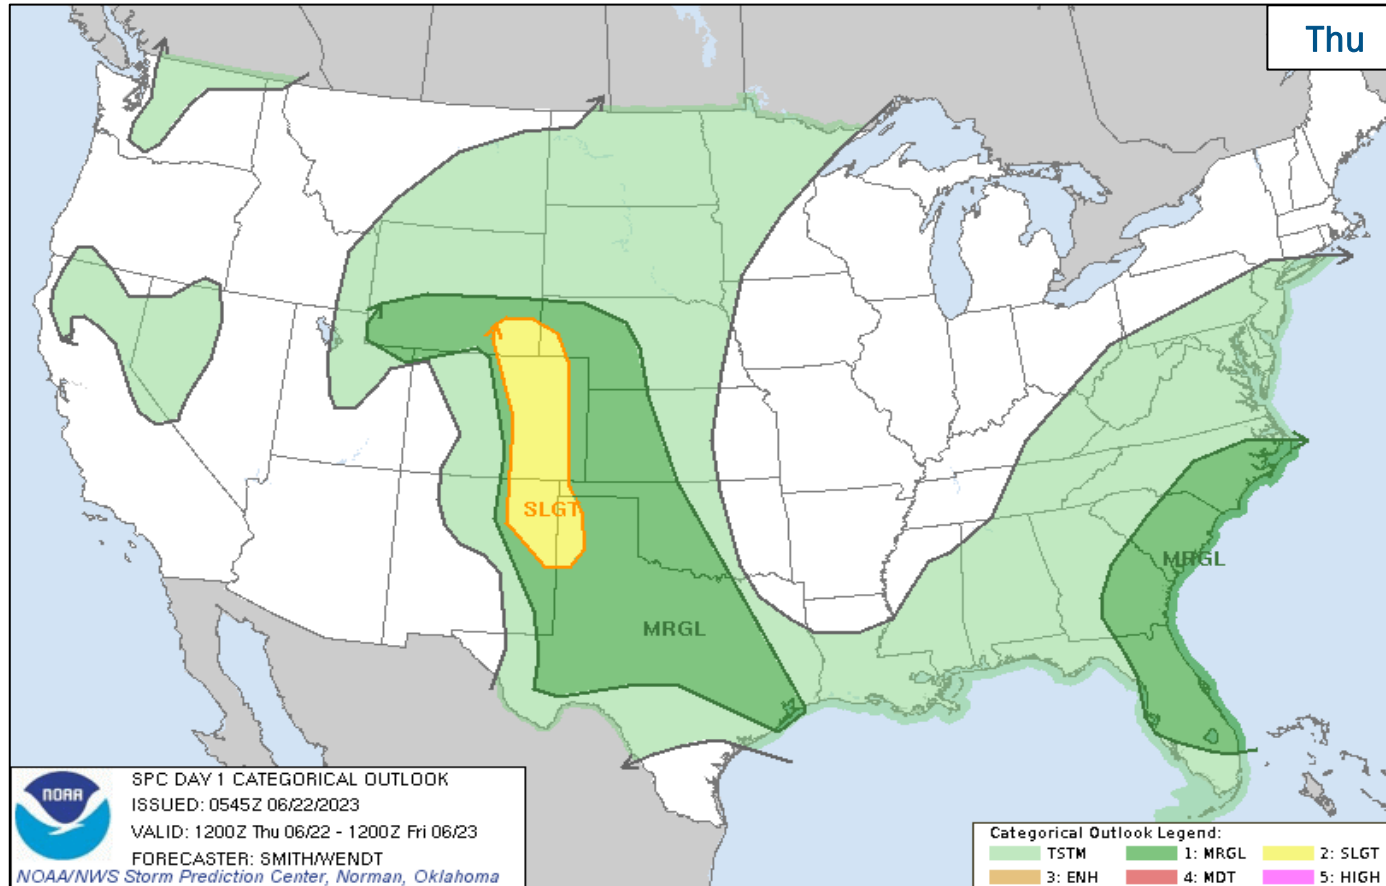 Thu
SLGT
MRGL
MRGL
NOAA
SPC DAY 1 CATEGORICAL OUTLOOK
ISSUED: 0545Z 06/22/2023
VALID: 1200Z Thu 06/22 - 1200Z Fri 06/23
FORECASTER: SMITH/WENDT
NOAA/NWS Storm Prediction Center, Norman, Oklahoma
Categorical Outlook Legend:
TSTM 1: MRGL 2: SLGT
3: ENH 4: MDT 5: HIGH